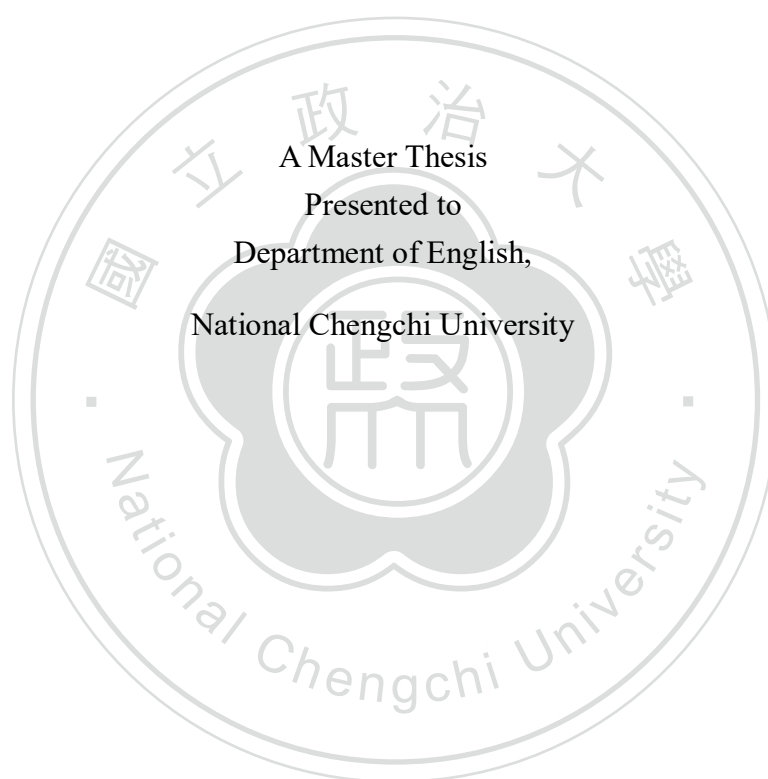 A Master Thesis
Presented to
Department of English,
National Chengchi University
國立政治大學
政
National Chengchi University